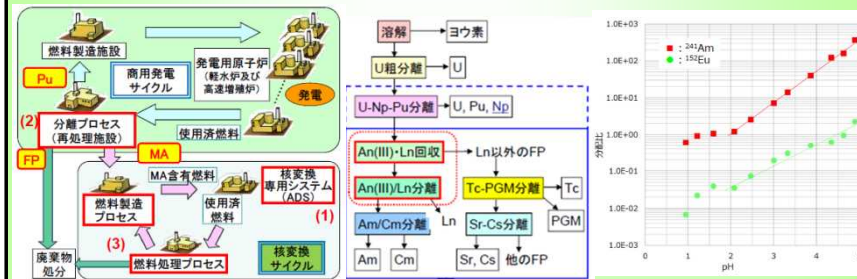 燃料製造施設
発電用原子炉
(軽水炉及び
高速増殖炉)
Pu
商用発電
サイクル
発電
(2)
分離プロセス
(再処理施設)
使用済燃料
FP
MA
MA含有燃料
核変換
専用システム
(ADS)
(1)
燃料製造
プロセス
使用済
燃料
(3)
廃棄物
処分
燃料処理プロセス
核変換
サイクル
溶解
ヨウ素
U粗分離
U
U-Np-Pu分離
U, Pu, Np
An(III)・Ln回収
Ln以外のFP
An(III)/Ln分離
Tc-PGM分離
Tc
Ln
PGM
Am/Cm分離
Sr-Cs分離
Am
Cm
Sr, Cs
他のFP
1.0E+03
1.0E+02
1.0E+01
1.0E+00
1.0E-01
1.0E-02
1.0E-03
分配比
: 241Am
: 152Eu
0 1 2 3 4
pH